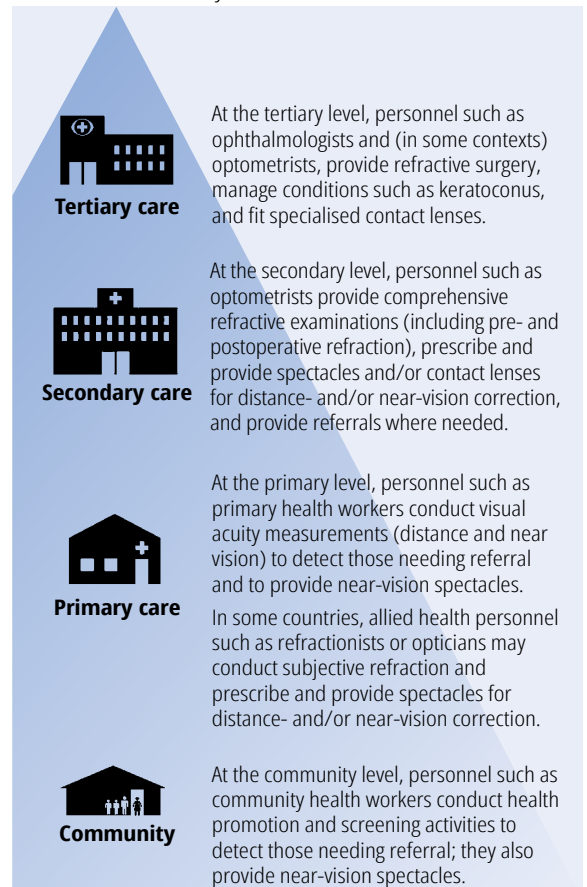 At the tertiary level, personnel such as
ophthalmologists and (in some contexts)
optometrists, provide refractive surgery,
manage conditions such as keratoconus,
and fit specialised contact lenses.
Tertiary care
At the secondary level, personnel such as
optometrists provide comprehensive
refractive examinations (including pre- and
postoperative refraction), prescribe and
provide spectacles and/or contact lenses
for distance- and/or near-vision correction,
and provide referrals where needed.
Secondary care
At the primary level, personnel such as
primary health workers conduct visual
acuity measurements (distance and near
vision) to detect those needing referral
and to provide near-vision spectacles.
In some countries, allied health personnel
such as refractionists or opticians may
conduct subjective refraction and
prescribe and provide spectacles for
distance- and/or near-vision correction.
Primary care
At the community level, personnel such as
community health workers conduct health
promotion and screening activities to
detect those needing referral; they also
provide near-vision spectacles.
Community